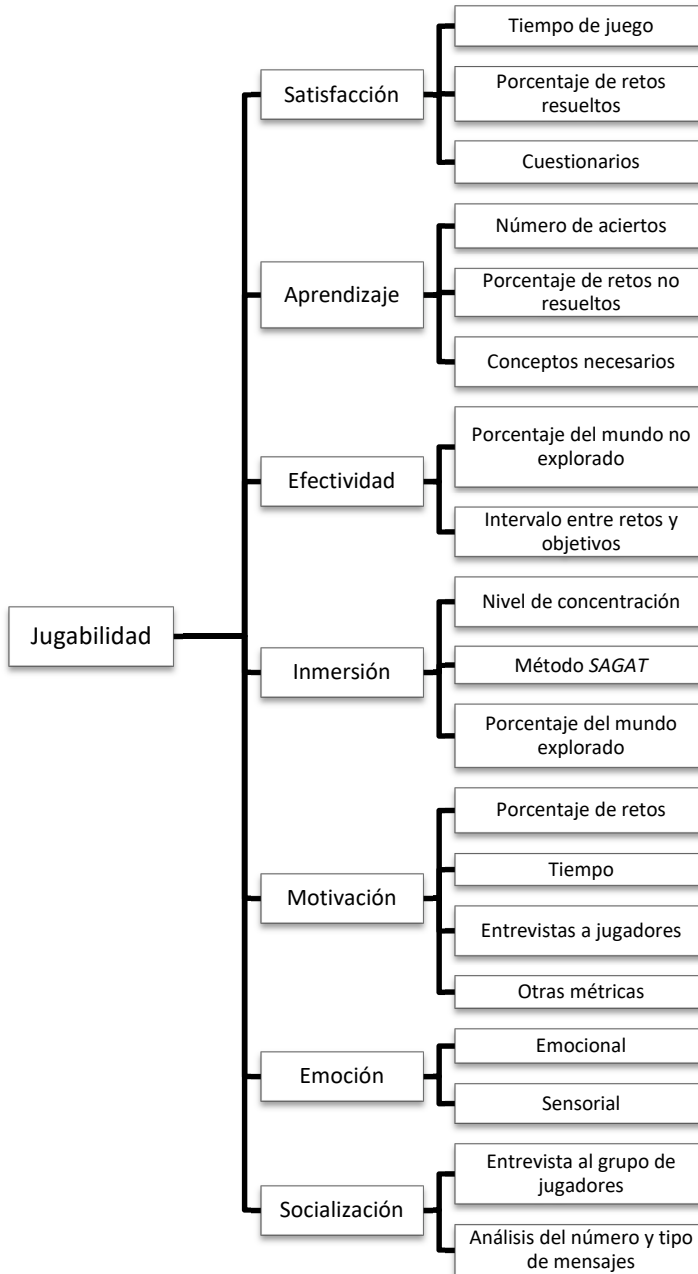 Jugabilidad
Satisfacción
Tiempo de juego
Porcentaje de retos
resueltos
Cuestionarios
Aprendizaje
Número de aciertos
Porcentaje de retos no
resueltos
Conceptos necesarios
Efectividad
Porcentaje del mundo no
explorado
Intervalo entre retos y
objetivos
Inmersión
Nivel de concentración
Método SAGAT
Porcentaje del mundo
explorado
Motivación
Porcentaje de retos
Tiempo
Entrevistas a jugadores
Otras métricas
Emoción
Emocional
Sensorial
Socialización
Entrevista al grupo de
jugadores
Análisis del número y tipo
de mensajes